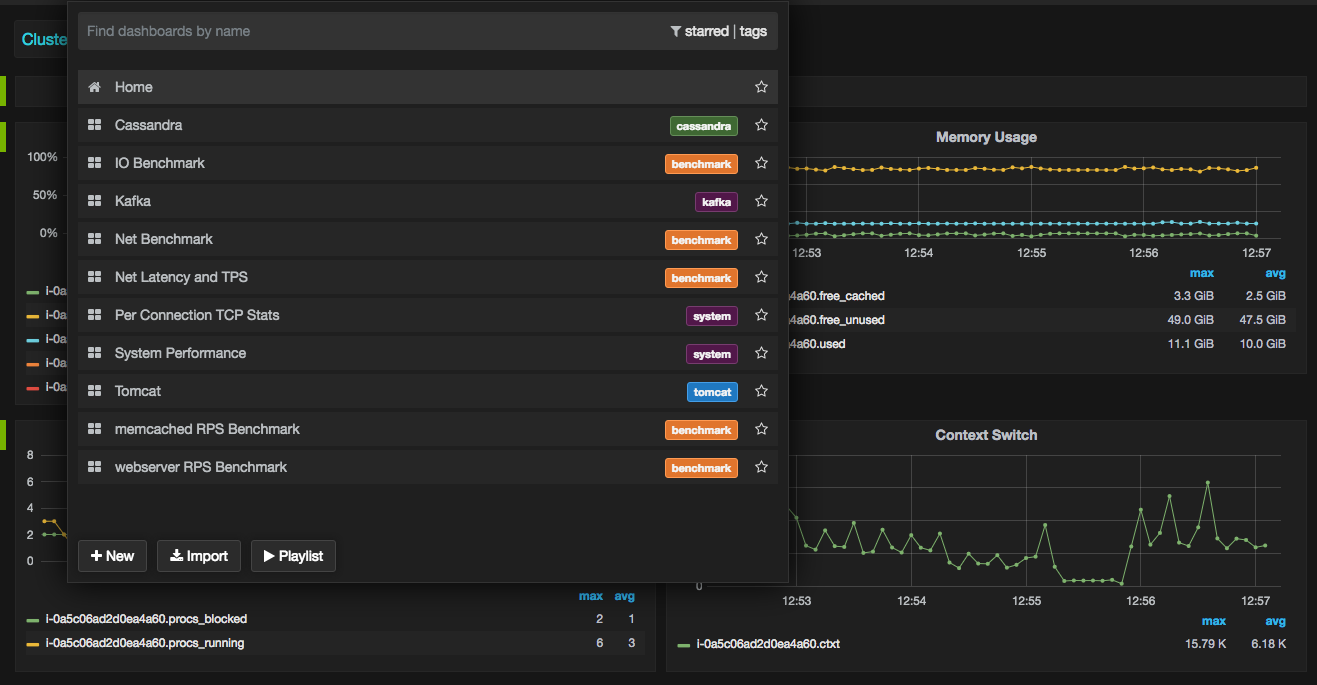 Find dashboards by name starred | tags
Cluste
Home
Cassandra cassandra
IO Benchmark benchmark
Kafka kafka
Net Benchmark benchmark
Net Latency and TPS benchmark
Per Connection TCP Stats system
System Performance system
Tomcat tomcat
memcached RPS Benchmark benchmark
webserver RPS Benchmark benchmark
+ New Import Playlist
100%
50%
0%
i-0a
i-0a
i-0a
i-0a
i-0a
Memory Usage
12:53 12:54 12:55 12:56 12:57
max avg
4a60.free_cached 3.3 GiB 2.5 GiB
4a60.free_unused 49.0 GiB 47.5 GiB
4a60.used 11.1 GiB 10.0 GiB
8
6
4
2
0
max avg
i-0a5c06ad2d0ea4a60.procs_blocked 2 1
i-0a5c06ad2d0ea4a60.procs_running 6 3
Context Switch
0
12:53 12:54 12:55 12:56 12:57
max avg
i-0a5c06ad2d0ea4a60.ctxt 15.79 K 6.18 K